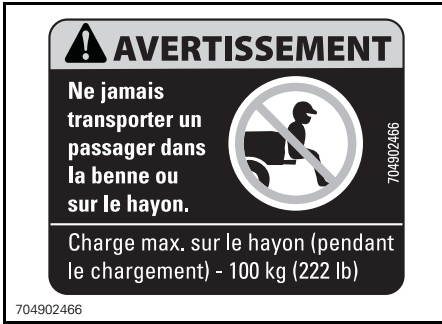 AVERTISSEMENT
Ne jamais
transporter un
passager dans
la benne ou
sur le hayon.
704902466
Charge max. sur le hayon (pendant
le chargement) - 100 kg (222 lb)
704902466